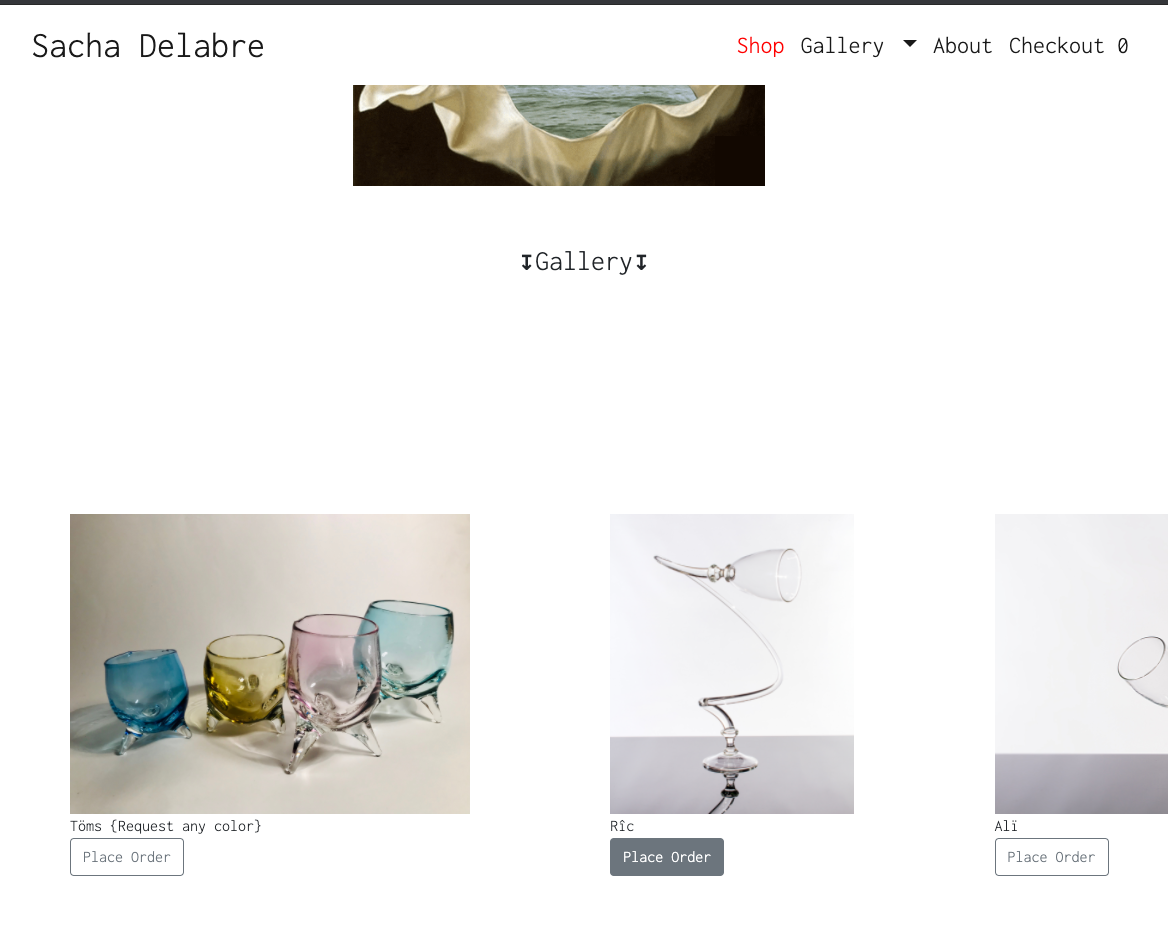 Sacha Delabre
Shop Gallery About Checkout 0
↧Gallery↧
Töms {Request any color}
Place Order
Rîc
Place Order
Alï
Place Order